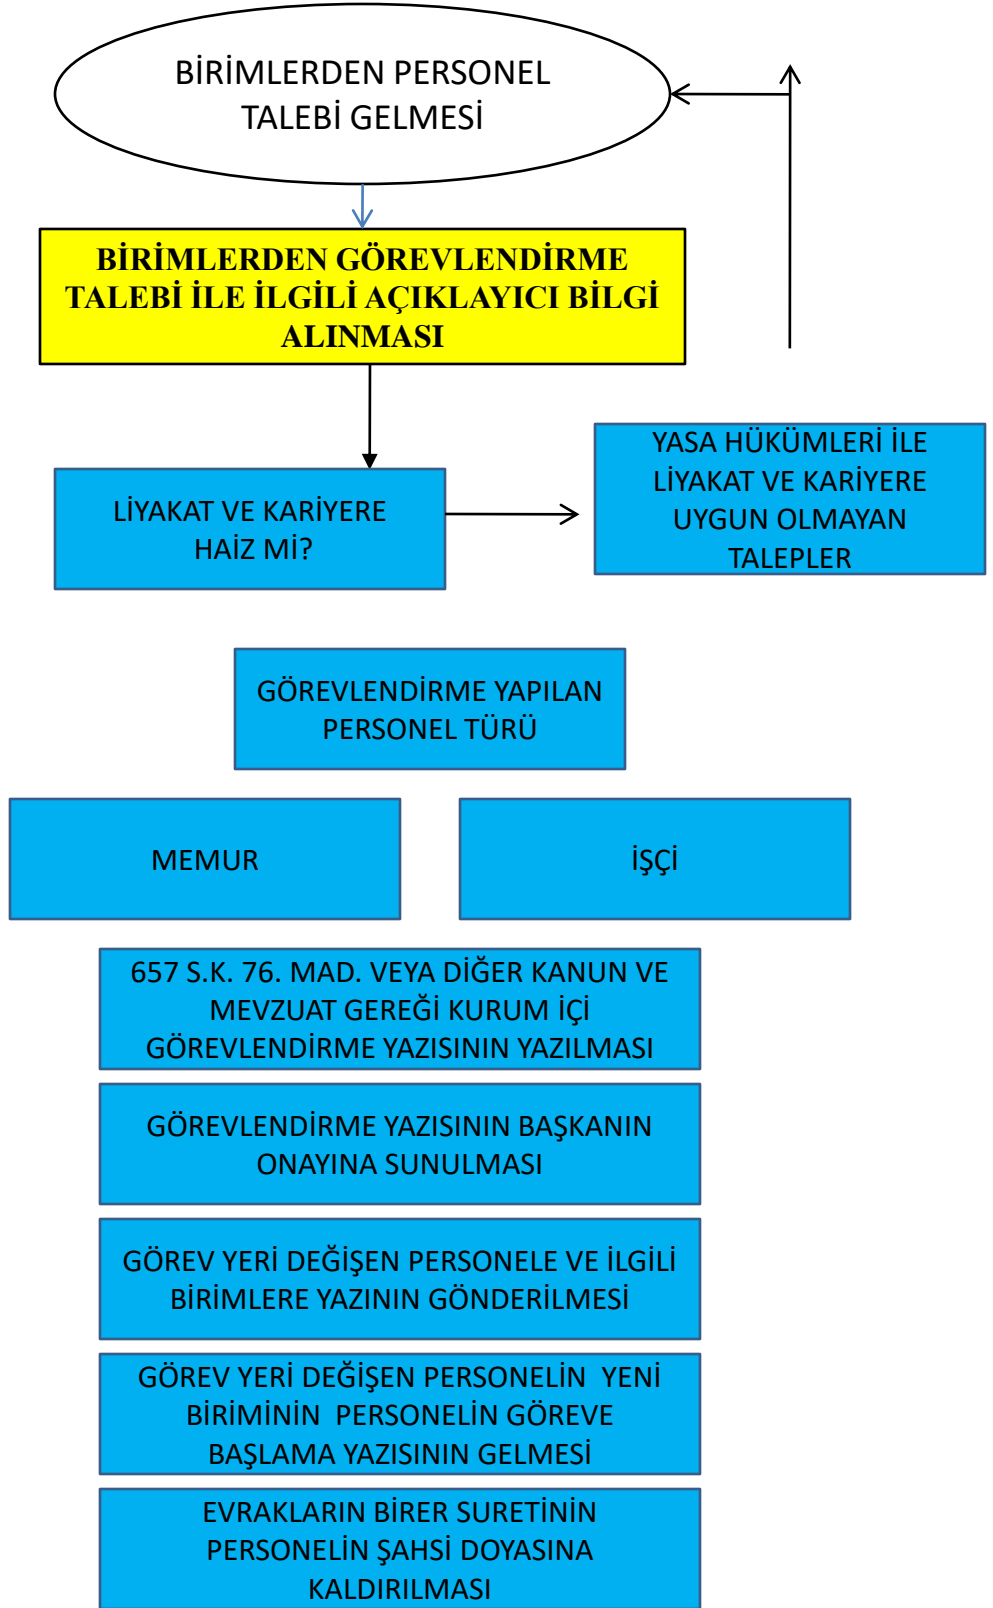 BİRİMLERDEN PERSONEL
TALEBİ GELMESİ
BİRİMLERDEN GÖREVLENDİRME
TALEBİ İLE İLGİLİ AÇIKLAYICI BİLGİ
ALINMASI
LİYAKAT VE KARİYERE
HAİZ Mİ?
YASA HÜKÜMLERİ İLE
LİYAKAT VE KARİYERE
UYGUN OLMAYAN
TALEPLER
GÖREVLENDİRME YAPILAN
PERSONEL TÜRÜ
MEMUR
İŞÇİ
657 S.K. 76. MAD. VEYA DİĞER KANUN VE
MEVZUAT GEREĞİ KURUM İÇİ
GÖREVLENDİRME YAZISININ YAZILMASI
GÖREVLENDİRME YAZISININ BAŞKANIN
ONAYINA SUNULMASI
GÖREV YERİ DEĞİŞEN PERSONELE VE İLGİLİ
BİRİMLERE YAZININ GÖNDERİLMESİ
GÖREV YERİ DEĞİŞEN PERSONELİN  YENİ
BİRİMİNİN  PERSONELİN GÖREVE
BAŞLAMA YAZISININ GELMESİ
EVRAKLARIN BİRER SURETİNİN
PERSONELİN ŞAHSİ DOYASINA
KALDIRILMASI